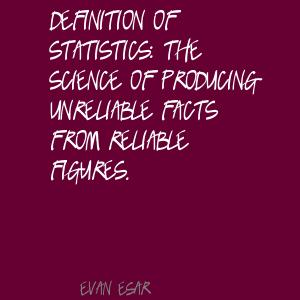 DEFINITION OF
STATISTICS: THE
SCIENCE OF PRODUCING
UNRELIABLE FACTS
FROM RELIABLE
FIGURES.
EVAN ESAR